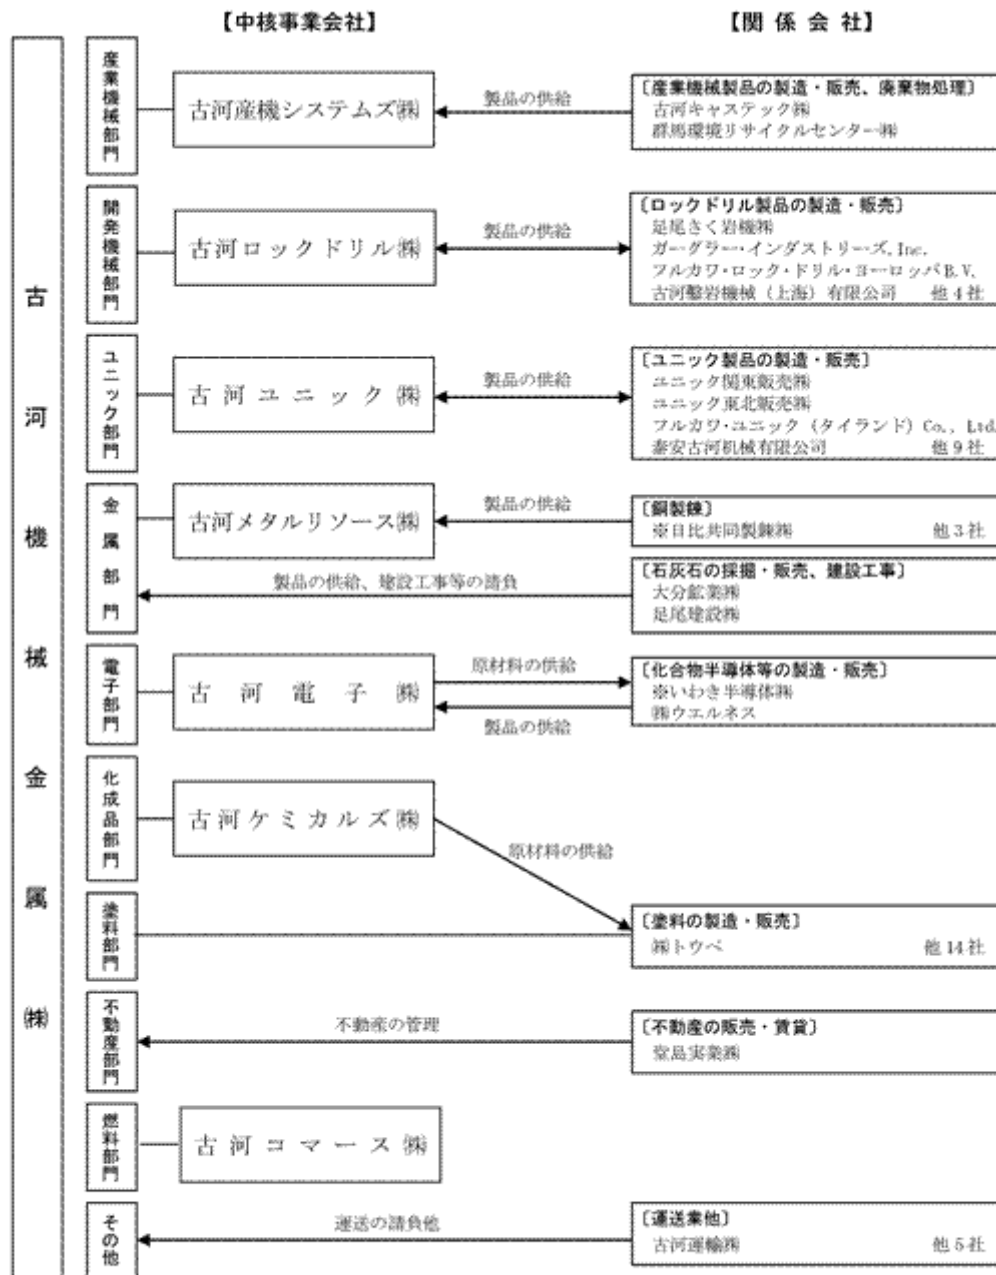 【中核事業会社】
【関 係 会 社】
古河機械金属㈱
産業機械部門
古河産機システムズ㈱
製品の供給
〔産業機械製品の製造・販売、廃棄物処理〕
古河キャステック㈱
群馬環境リサイクルセンター㈱
開発機械部門
古河ロックドリル㈱
製品の供給
〔ロックドリル製品の製造・販売〕
足尾さく岩機㈱
ガーグラー・インダストリーズ, Inc.
フルカワ・ロック・ドリル・ヨーロッパ B.V.
古河鑿岩機械（上海）有限公司　他 4 社
ユニック部門
古河ユニック㈱
製品の供給
〔ユニック製品の製造・販売〕
ユニック関東販売㈱
ユニック東北販売㈱
フルカワ・ユニック（タイランド）Co., Ltd.
泰安古河机械有限公司　他 9 社
金属部門
古河メタルリソース㈱
製品の供給
〔銅製錬〕
※日比共同製錬㈱　他 3 社
製品の供給、建設工事等の請負
〔石灰石の採掘・販売、建設工事〕
大分鉱業㈱
足尾建設㈱
電子部門
古河電子㈱
原材料の供給
製品の供給
〔化合物半導体等の製造・販売〕
※いわき半導体㈱
㈱ウエルネス
化成品部門
古河ケミカルズ㈱
原材料の供給
塗料部門
〔塗料の製造・販売〕
㈱トウペ　他 14 社
不動産部門
不動産の管理
〔不動産の販売・賃貸〕
堂島実業㈱
燃料部門
古河コマース㈱
その他
運送の請負他
〔運送業他〕
古河運輸㈱　他 5 社